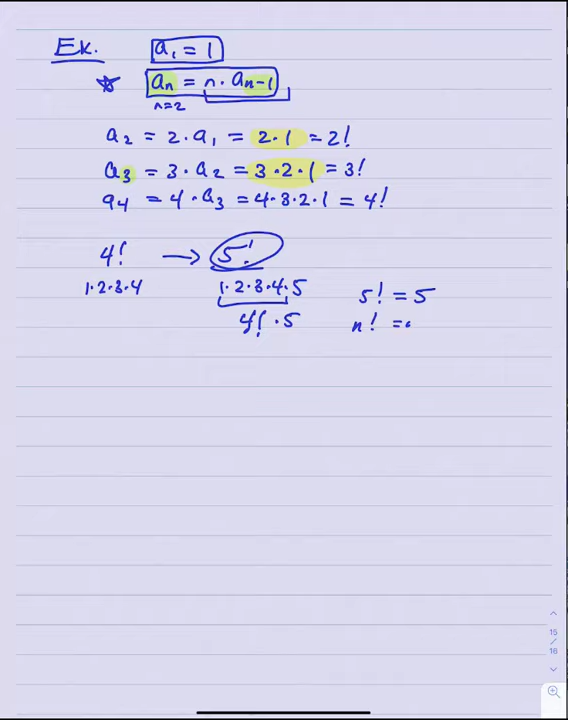 Ex. a₁ = 1
☆ aₙ = n · aₙ₋₁
n=2
a₂ = 2 · a₁ = 2 · 1 = 2!
a₃ = 3 · a₂ = 3 · 2 · 1 = 3!
a₄ = 4 · a₃ = 4 · 3 · 2 · 1 = 4!
4! → 5!
1·2·3·4 1·2·3·4·5
4! · 5
5! = 5
n! =
15
/
16